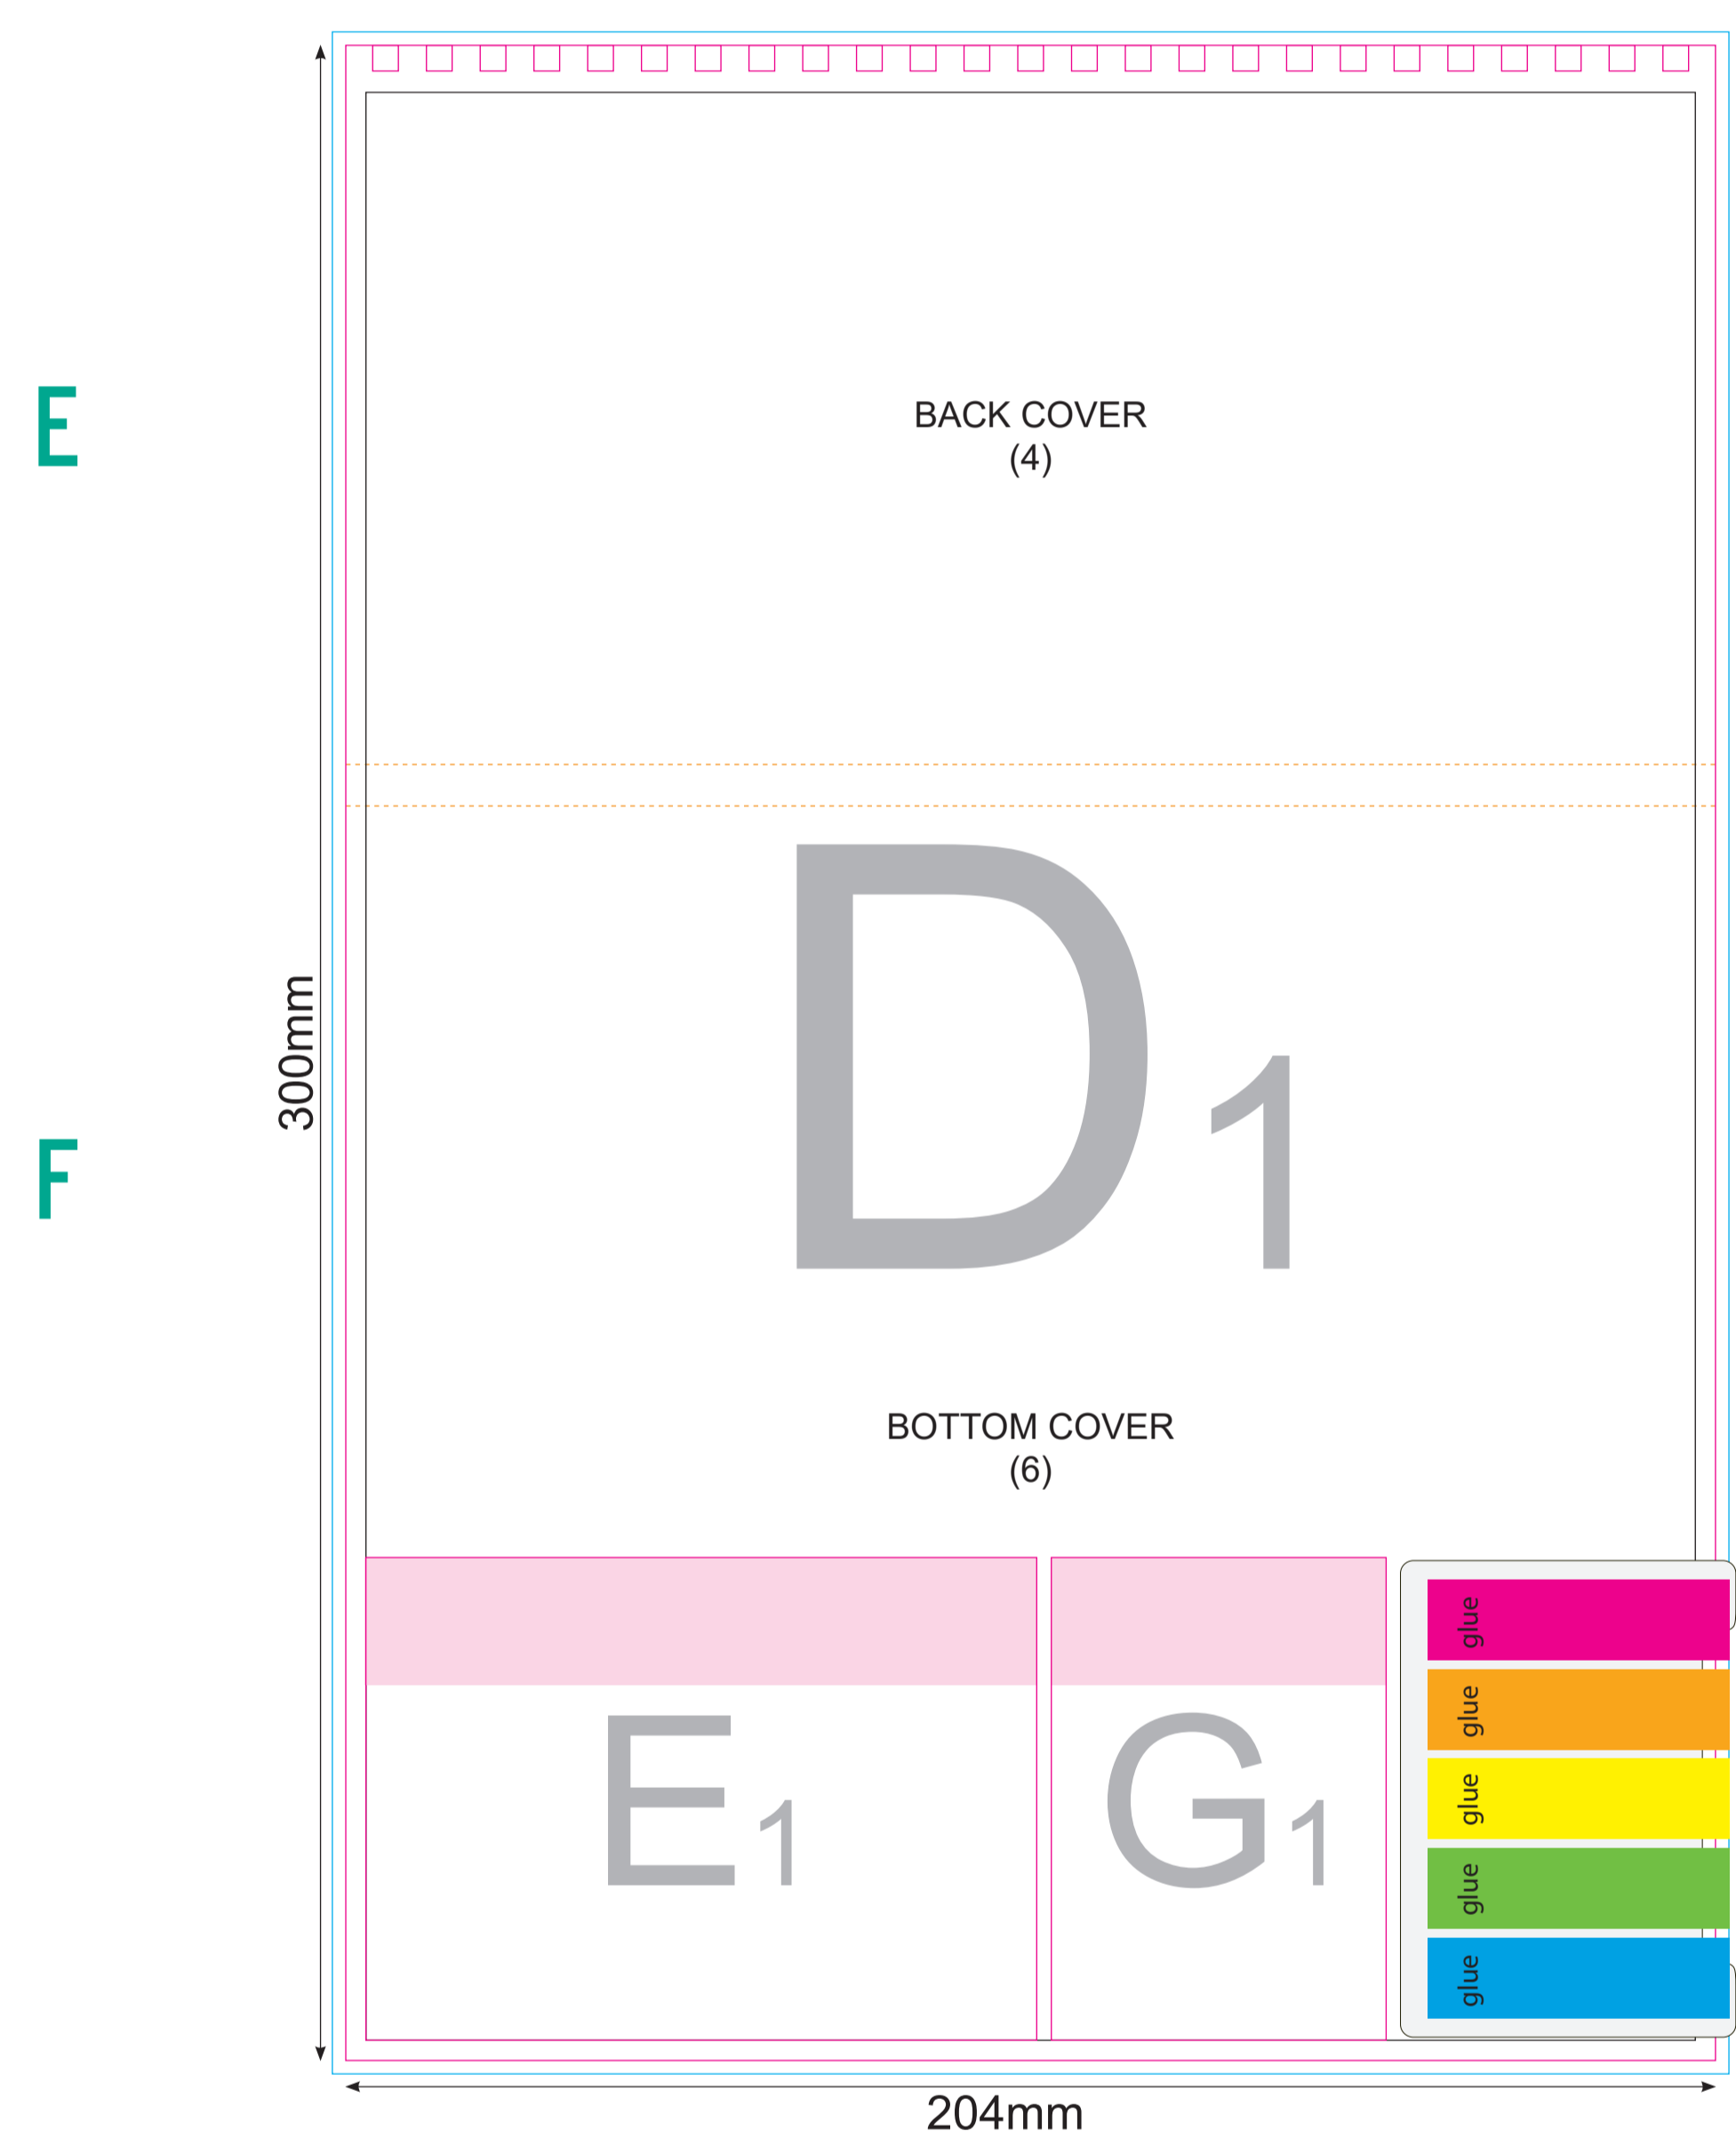 E
BACK COVER
(4)
D1
300mm
F
BOTTOM COVER
(6)
E1
G1
glue
glue
glue
glue
glue
204mm